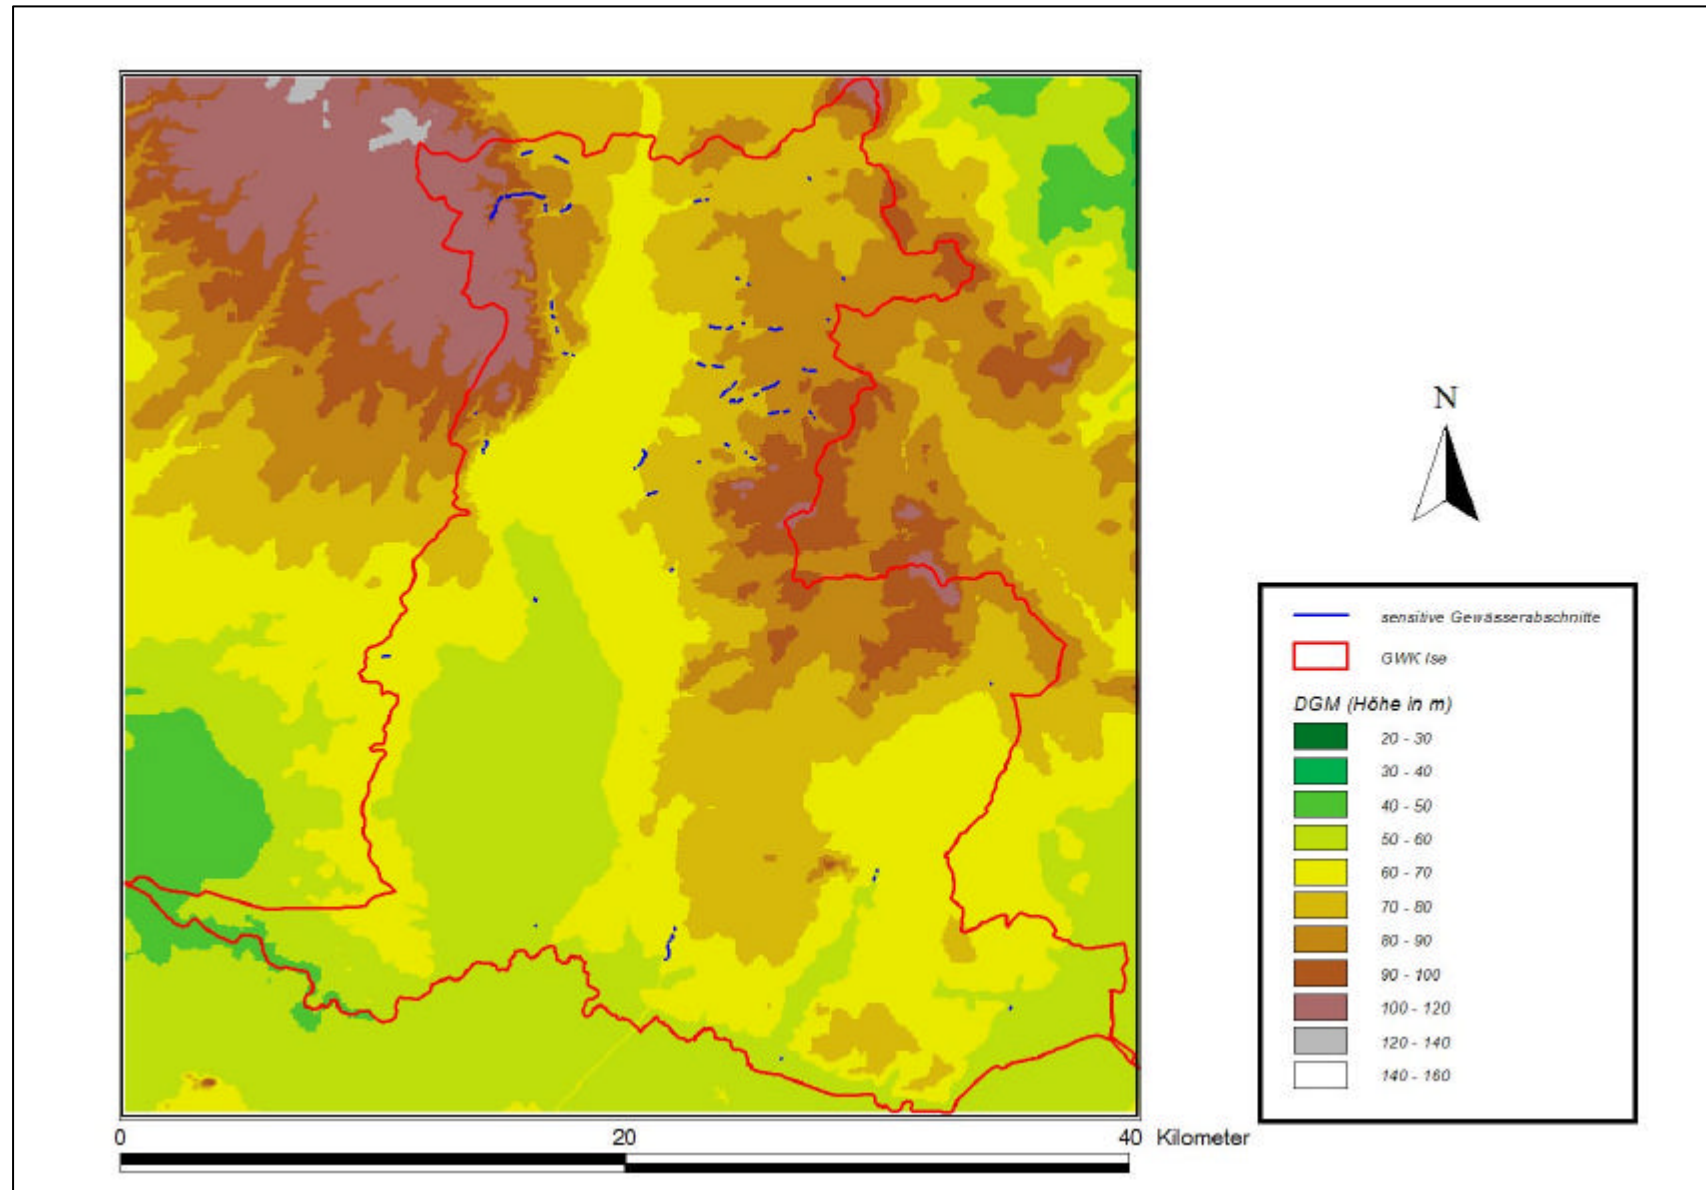 N
sensitive Gewässerabschnitte
GWK Ise
DGM (Höhe in m)
20 - 30
30 - 40
40 - 50
50 - 60
60 - 70
70 - 80
80 - 90
90 - 100
100 - 120
120 - 140
140 - 160
0 20 40 Kilometer